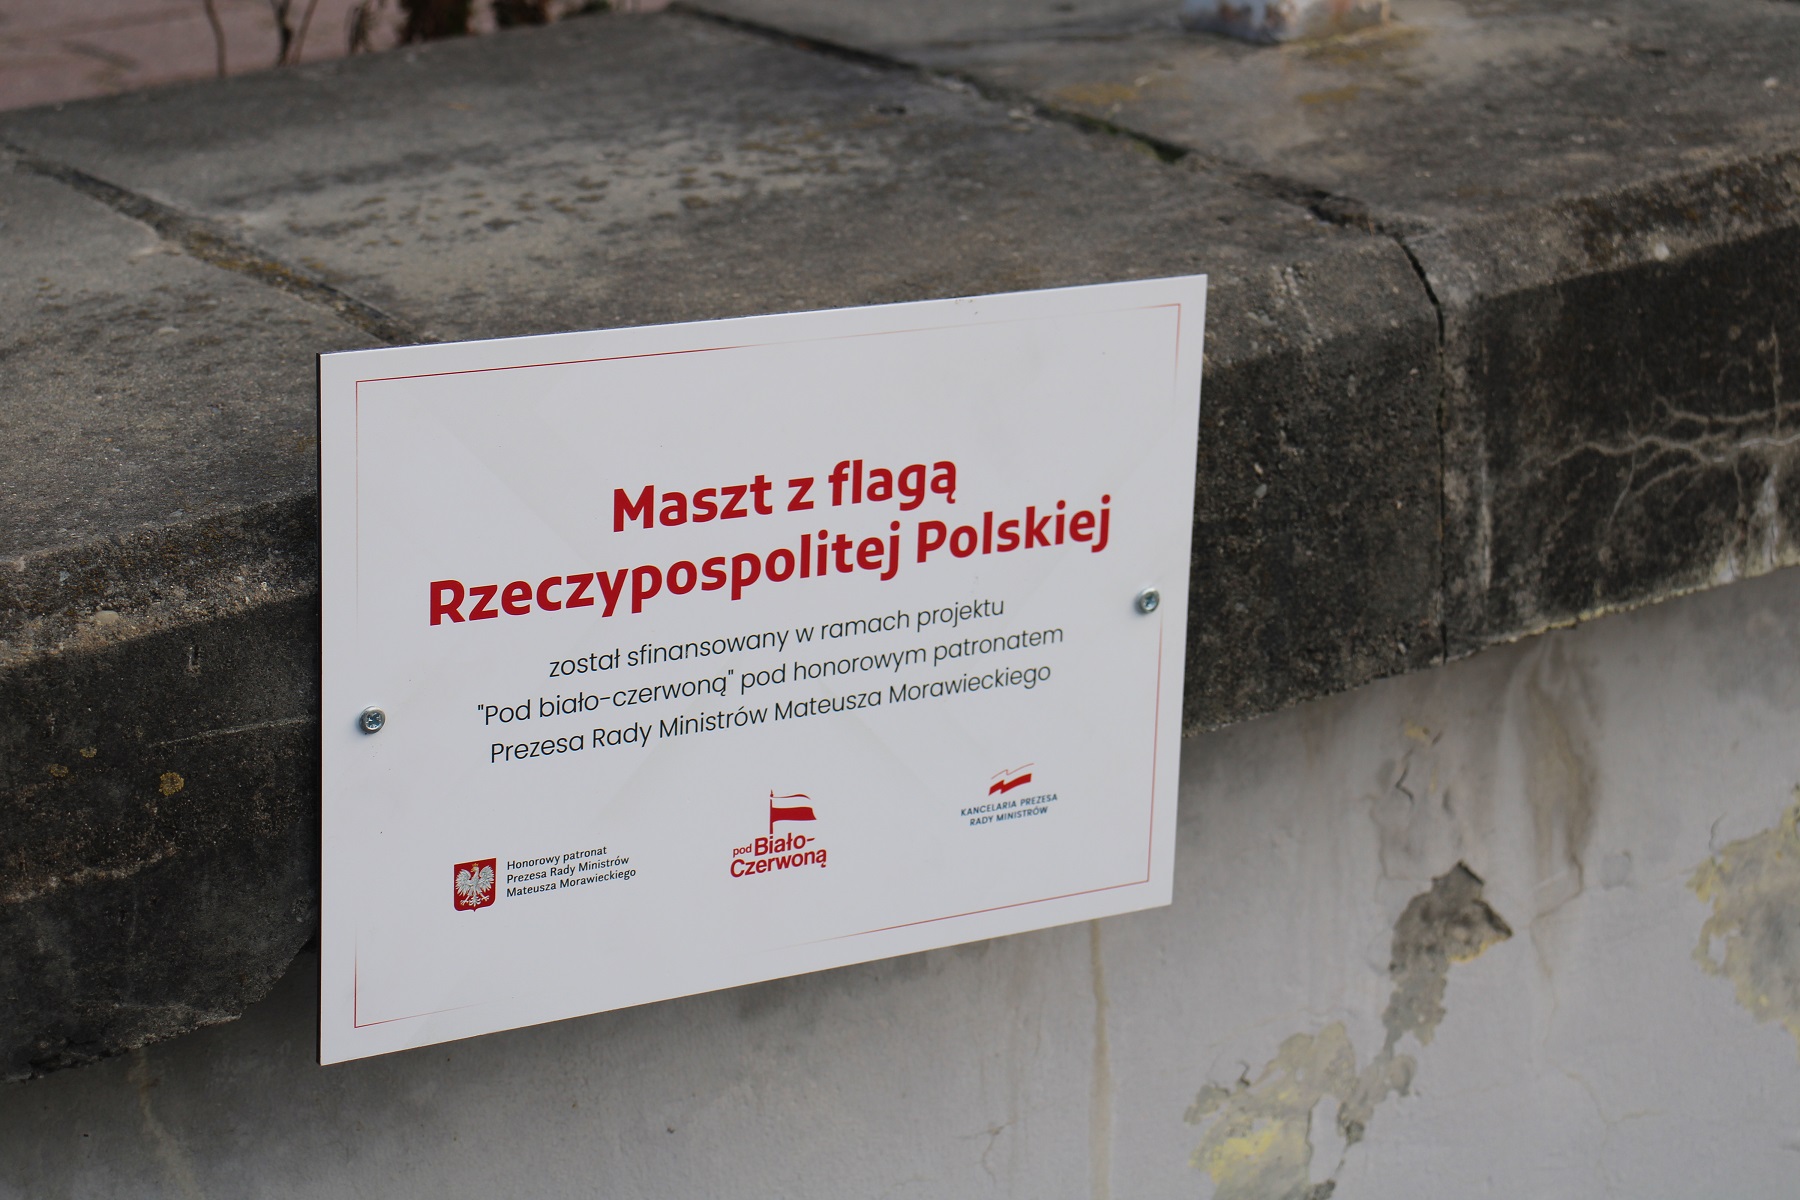 Maszt z flagą
Rzeczypospolitej Polskiej
został sfinansowany w ramach projektu
"Pod biało-czerwoną" pod honorowym patronatem
Prezesa Rady Ministrów Mateusza Morawieckiego
Honorowy patronat
Prezesa Rady Ministrów
Mateusza Morawieckiego
pod Biało-
Czerwoną
KANCELARIA PREZESA
RADY MINISTRÓW